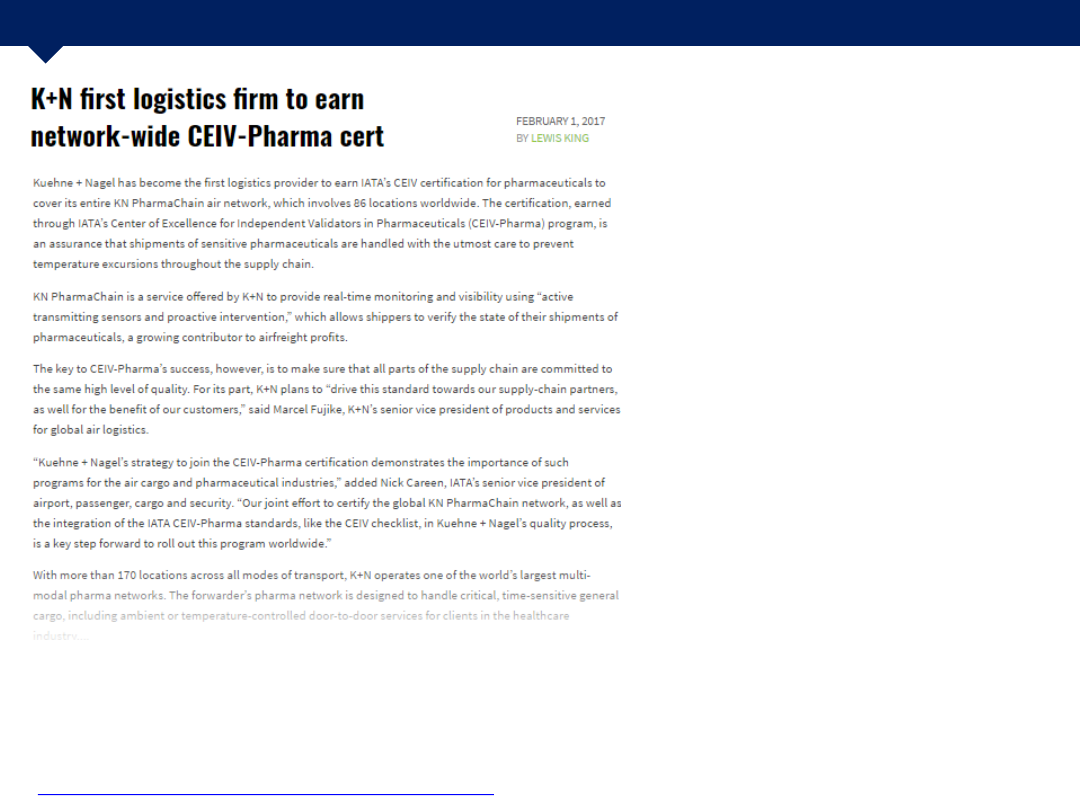 K+N first logistics firm to earn
network-wide CEIV-Pharma cert
FEBRUARY 1, 2017
BY LEWIS KING
Kuehne + Nagel has become the first logistics provider to earn IATA's CEIV certification for pharmaceuticals to
cover its entire KN PharmaChain air network, which involves 86 locations worldwide. The certification, earned
through IATA's Center of Excellence for Independent Validators in Pharmaceuticals (CEIV-Pharma) program, is
an assurance that shipments of sensitive pharmaceuticals are handled with the utmost care to prevent
temperature excursions throughout the supply chain.
KN PharmaChain is a service offered by K+N to provide real-time monitoring and visibility using “active
transmitting sensors and proactive intervention,” which allows shippers to verify the state of their shipments of
pharmaceuticals, a growing contributor to airfreight profits.
The key to CEIV-Pharma's success, however, is to make sure that all parts of the supply chain are committed to
the same high level of quality. For its part, K+N plans to “drive this standard towards our supply-chain partners,
as well for the benefit of our customers,” said Marcel Fujike, K+N's senior vice president of products and services
for global air logistics.
“Kuehne + Nagel's strategy to join the CEIV-Pharma certification demonstrates the importance of such
programs for the air cargo and pharmaceutical industries,” added Nick Careen, IATA's senior vice president of
airport, passenger, cargo and security. “Our joint effort to certify the global KN PharmaChain network, as well as
the integration of the IATA CEIV-Pharma standards, like the CEIV checklist, in Kuehne + Nagel's quality process,
is a key step forward to roll out this program worldwide.”
With more than 170 locations across all modes of transport, K+N operates one of the world's largest multi-
modal pharma networks. The forwarder's pharma network is designed to handle critical, time-sensitive general
cargo, including ambient or temperature-controlled door-to-door services for clients in the healthcare
industry...